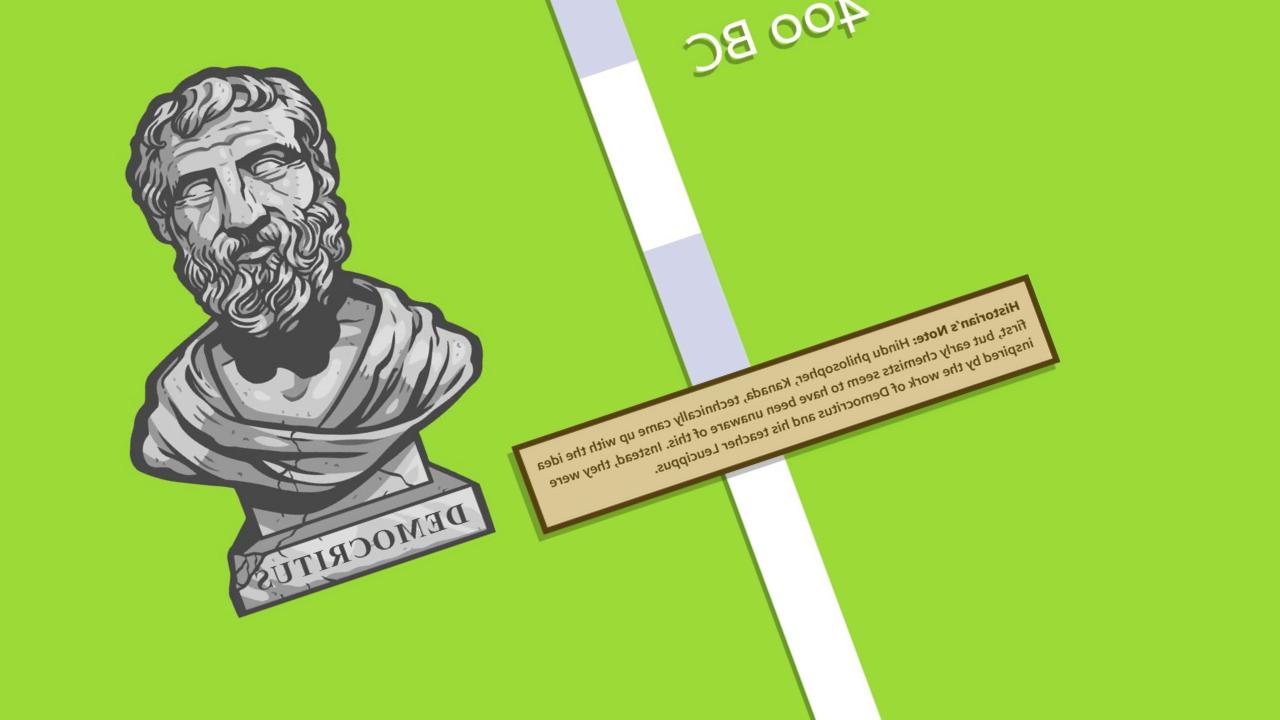 400 BC
Historian's Note: Hindu philosopher, Kanada, technically came up with the idea
first, but early chemists seem to have been unaware of this. Instead, they were
inspired by the work of Democritus and his teacher Leucippus.
DEMOCRITUS